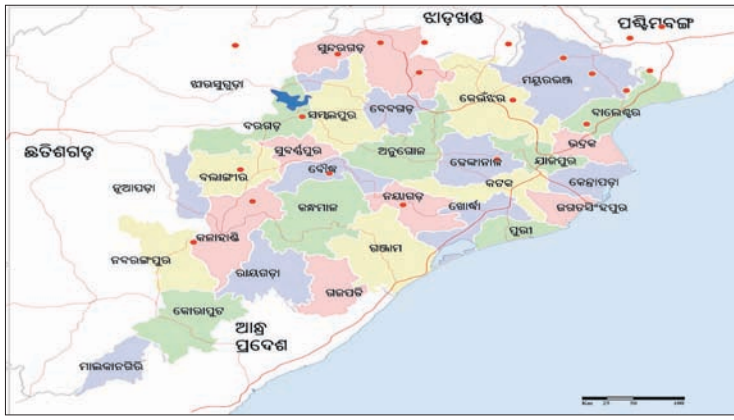 ଝାଡ଼ଖଣ୍ଡ
ପଶ୍ଚିମବଙ୍ଗ
ସୁନ୍ଦରଗଡ଼
ଝାରସୁଗୁଡ଼ା
ମୟୂରଭଞ୍ଜ
ଦେବଗଡ଼
କେଉଁଝର
ସମ୍ବଲପୁର
ବାଲେଶ୍ୱର
ବରଗଡ଼
ଭଦ୍ରକ
ଛତିଶଗଡ଼
ସୁବର୍ଣ୍ଣପୁର
ଅନୁଗୋଳ
ଢେଙ୍କାନାଳ
ଯାଜପୁର
ବଲାଙ୍ଗୀର
ବୌଦ୍ଧ
କେନ୍ଦ୍ରାପଡ଼ା
କଟକ
ନୂଆପଡ଼ା
କନ୍ଧମାଳ
ନୟାଗଡ଼
ଖୋର୍ଦ୍ଧା
ଜଗତସିଂହପୁର
କଳାହାଣ୍ଡି
ପୁରୀ
ଗଞ୍ଜାମ
ନବରଙ୍ଗପୁର
ରାୟଗଡ଼ା
ଗଜପତି
କୋରାପୁଟ
ଆନ୍ଧ୍ର
ପ୍ରଦେଶ
ମାଲକାନଗିରି